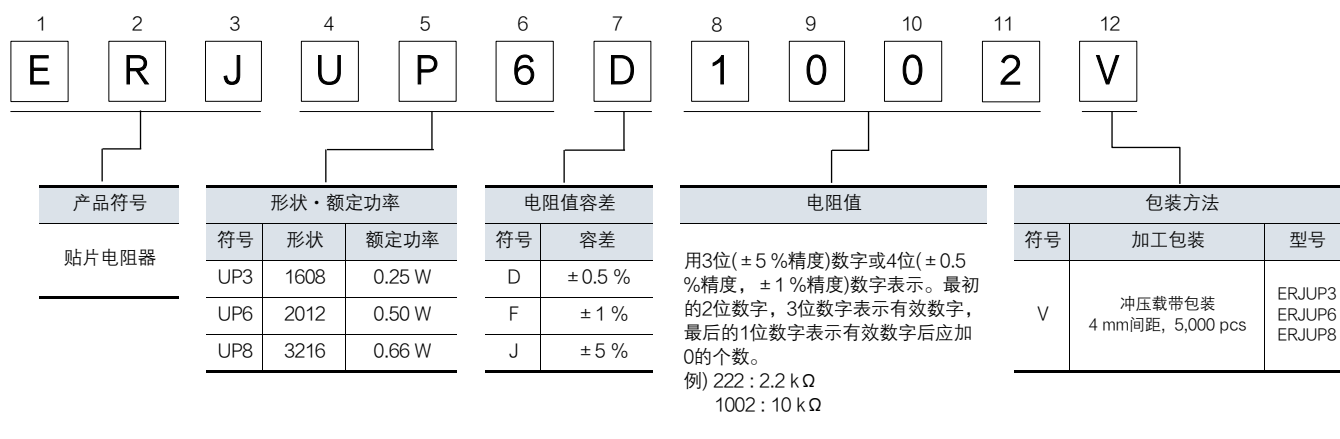 1 2 3 4 5 6 7 8 9 10 11 12
E R J U P 6 D 1 0 0 2 V
产品符号
贴片电阻器
形状・额定功率
符号 形状 额定功率
UP3 1608 0.25 W
UP6 2012 0.50 W
UP8 3216 0.66 W
电阻值容差
符号 容差
D ±0.5 %
F ±1 %
J ±5 %
电阻值
用3位(±5 %精度)数字或4位(±0.5
%精度，±1 %精度)数字表示。最初
的2位数字，3位数字表示有效数字，
最后的1位数字表示有效数字后应加
0的个数。
例) 222 : 2.2 kΩ
1002 : 10 kΩ
包装方法
符号 加工包装 型号
V
冲压载带包装
4 mm间距, 5,000 pcs
ERJUP3
ERJUP6
ERJUP8